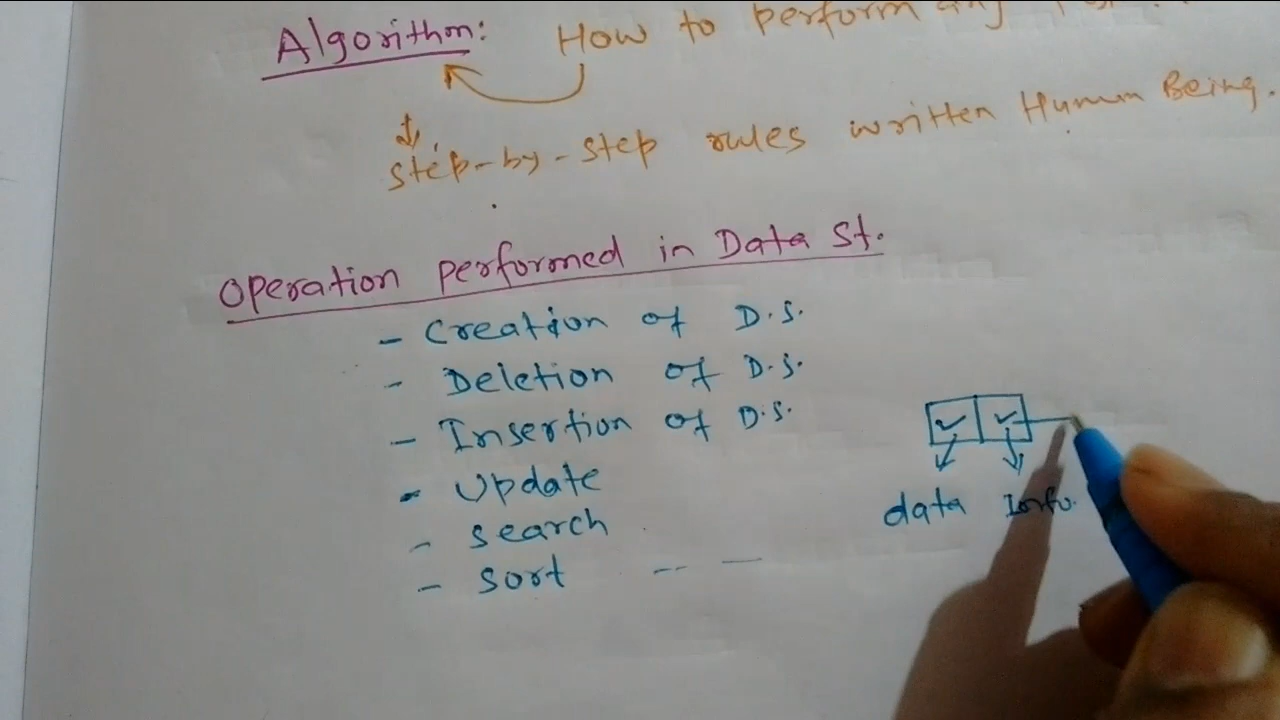 Algorithm: How to perform any
step-by-step rules written Human Being.
Operation performed in Data St.
- Creation of D.S.
- Deletion of D.S.
- Insertion of D.S.
- Update
- Search
- Sort -- —
data Info.